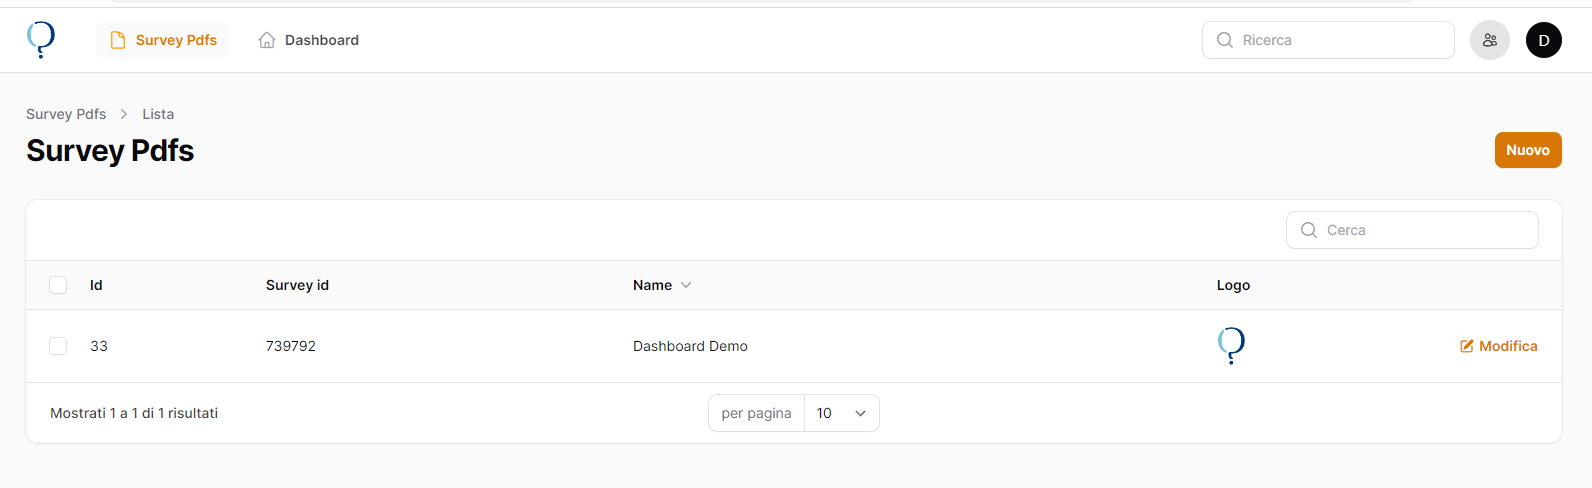 Survey Pdfs
Dashboard
Ricerca
D
Survey Pdfs > Lista
Survey Pdfs
Nuovo
Cerca
Id Survey id Name Logo
33 739792 Dashboard Demo Modifica
Mostrati 1 a 1 di 1 risultati
per pagina 10